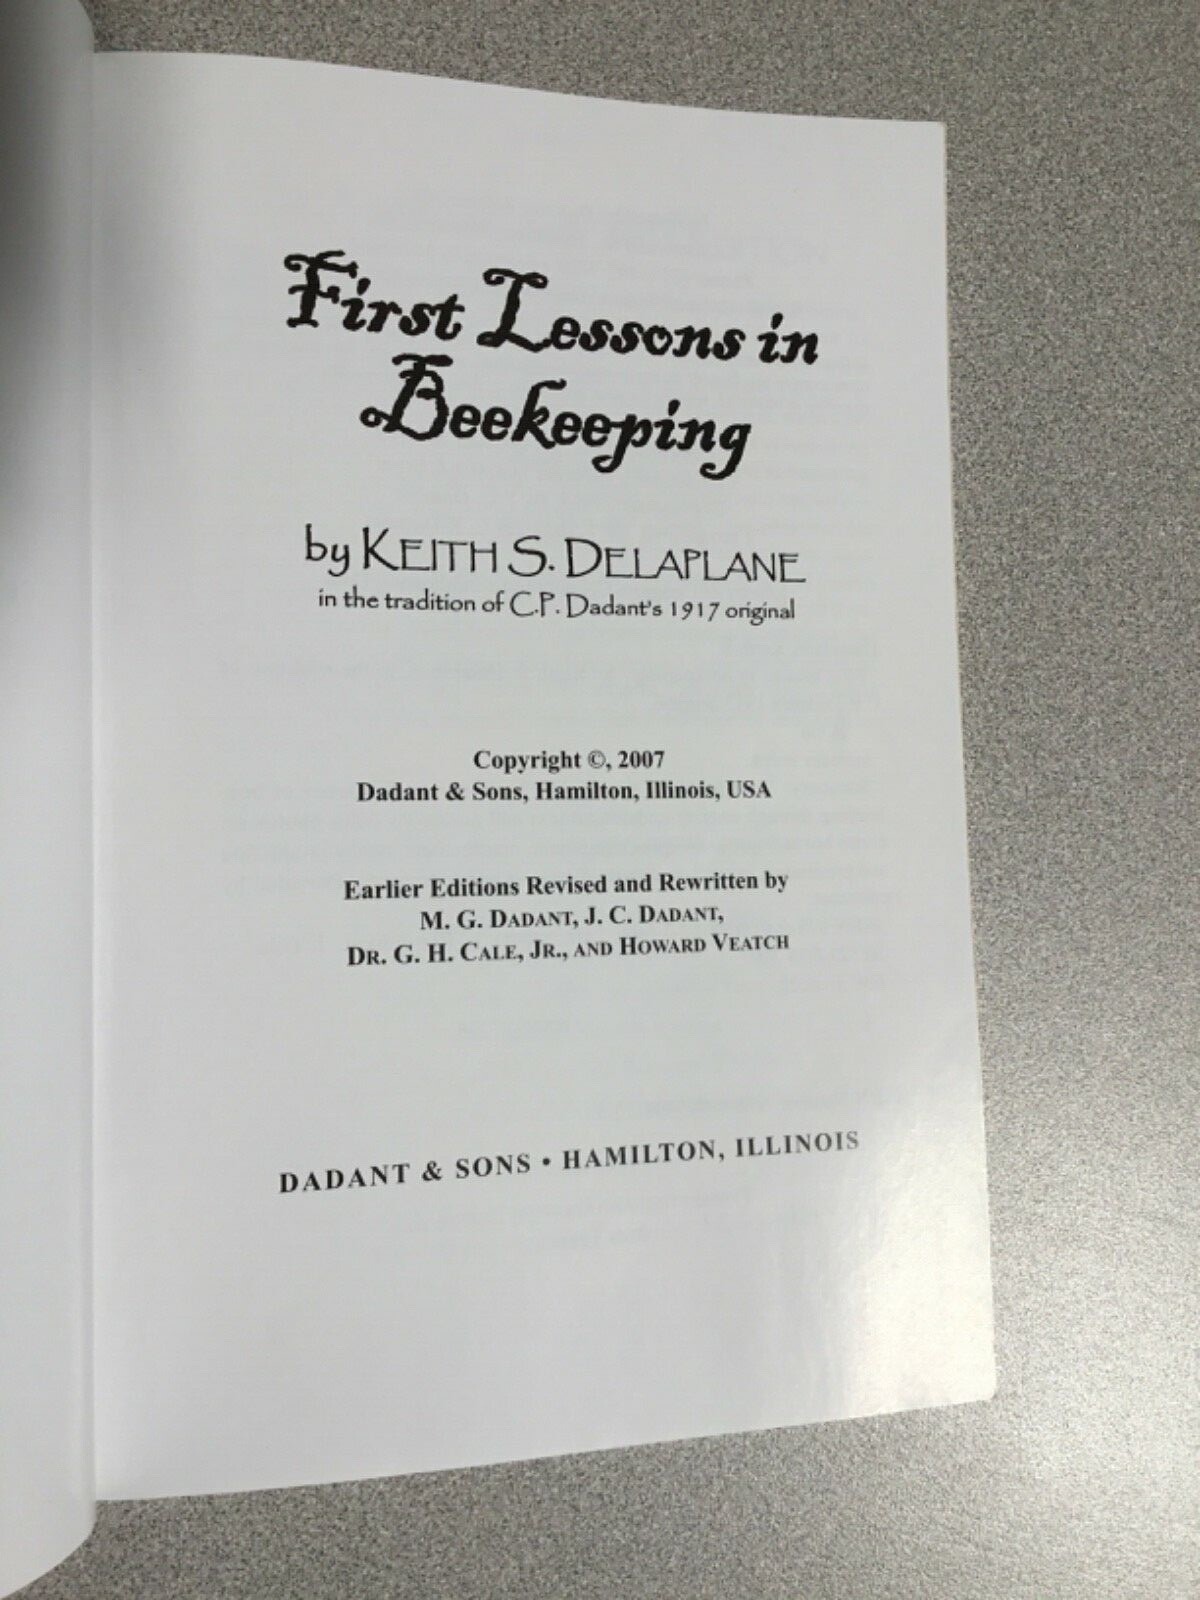 First Lessons in
Beekeeping
by KEITH S. DELAPLANE
in the tradition of C.P. Dadant's 1917 original
Copyright ©, 2007
Dadant & Sons, Hamilton, Illinois, USA
Earlier Editions Revised and Rewritten by
M. G. DADANT, J. C. DADANT,
DR. G. H. CALE, JR., AND HOWARD VEATCH
DADANT & SONS • HAMILTON, ILLINOIS